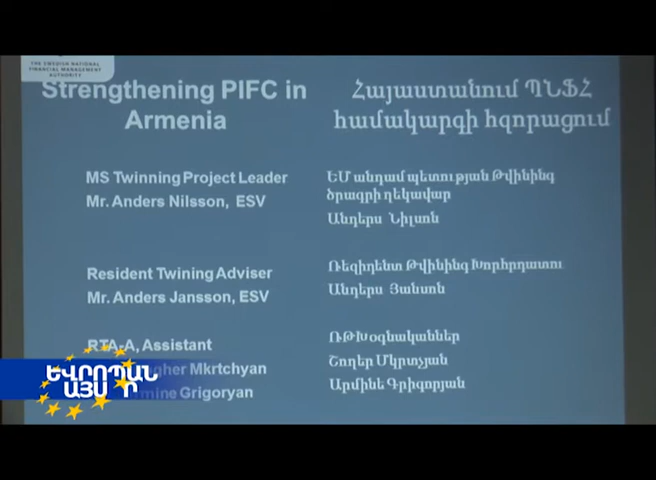 THE SWEDISH NATIONAL
FINANCIAL MANAGEMENT
AUTHORITY
Strengthening PIFC in
Armenia
MS Twinning Project Leader
Mr. Anders Nilsson, ESV
Resident Twining Adviser
Mr. Anders Jansson, ESV
RTA-A, Assistant
Mkrtchyan
Grigoryan
Հայաստանում ՊՆՖՀ
համակարգի հզորացում
ԵՄ անդամ պետության Թվինինգ
ծրագրի ղեկավար
Անդերս Նիլսոն
Ռեզիդենտ Թվինինգ Խորհրդատու
Անդերս Յանսոն
ՌԹԽ օգնականներ
Շողեր Մկրտչյան
Արմինե Գրիգորյան
ԵՎՐՈՊԱՆ